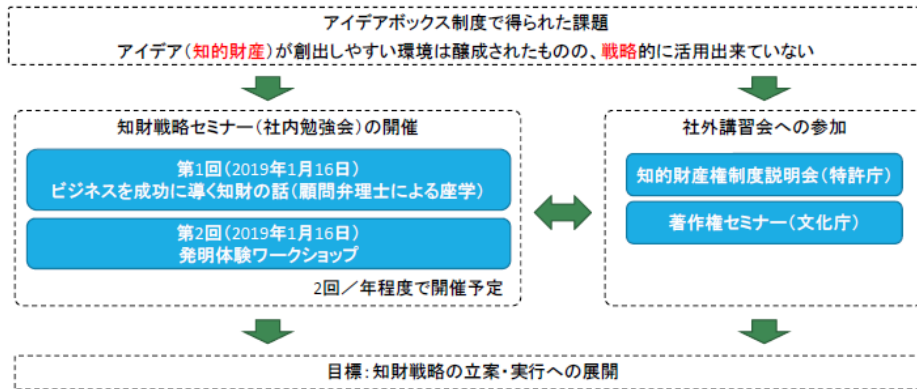 アイデアボックス制度で得られた課題
アイデア(知的財産)が創出しやすい環境は醸成されたものの、戦略的に活用出来ていない
知財戦略セミナー(社内勉強会)の開催
第1回(2019年1月16日)
ビジネスを成功に導く知財の話(顧問弁理士による座学)
第2回(2019年1月16日)
発明体験ワークショップ
2回/年程度で開催予定
社外講習会への参加
知的財産権制度説明会(特許庁)
著作権セミナー(文化庁)
目標:知財戦略の立案・実行への展開